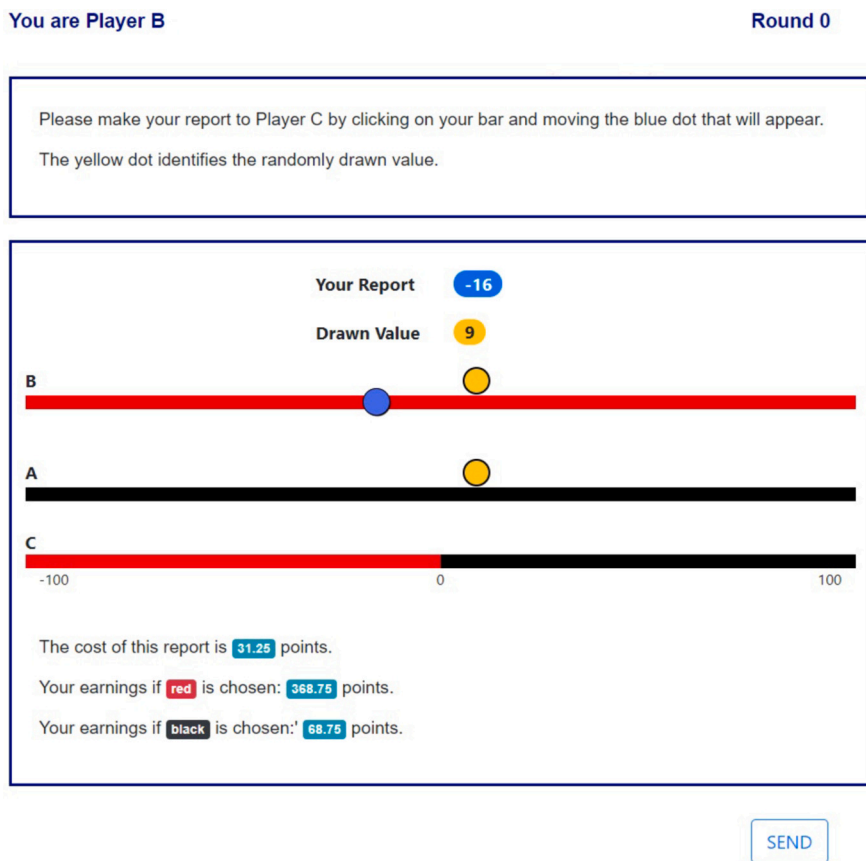 You are Player B
Round 0
Please make your report to Player C by clicking on your bar and moving the blue dot that will appear.
The yellow dot identifies the randomly drawn value.
Your Report -16
Drawn Value 9
B
A
C
-100 0 100
The cost of this report is 31.25 points.
Your earnings if red is chosen: 368.75 points.
Your earnings if black is chosen:' 68.75 points.
SEND